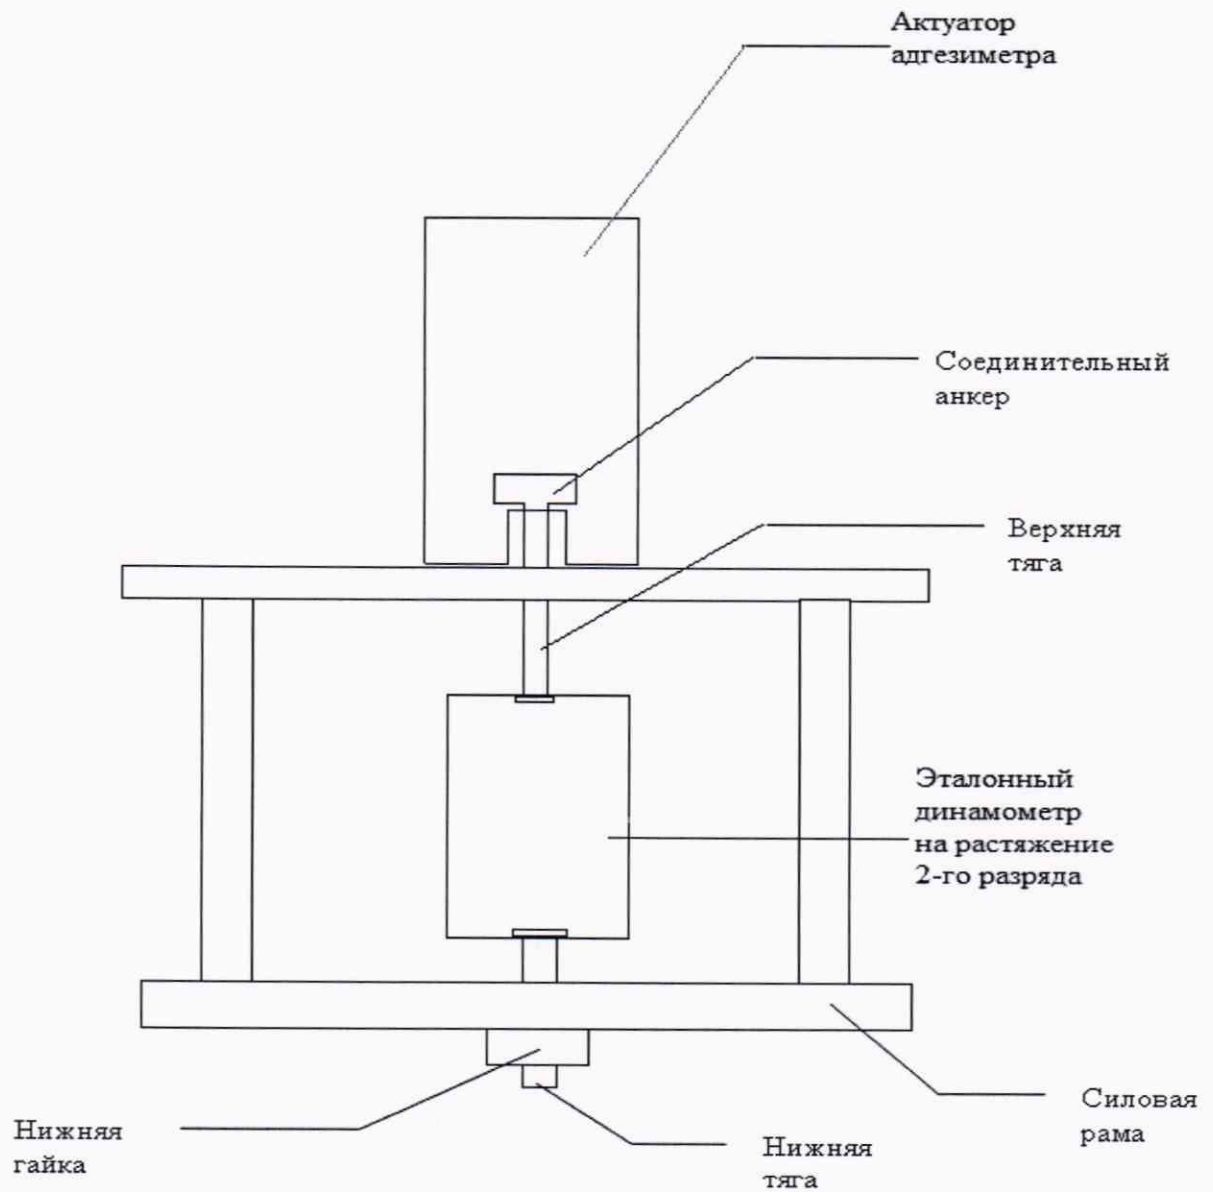 Актуатор
адгезиметра
Соединительный
анкер
Верхняя
тяга
Эталонный
динамометр
на растяжение
2-го разряда
Силовая
рама
Нижняя
гайка
Нижняя
тяга